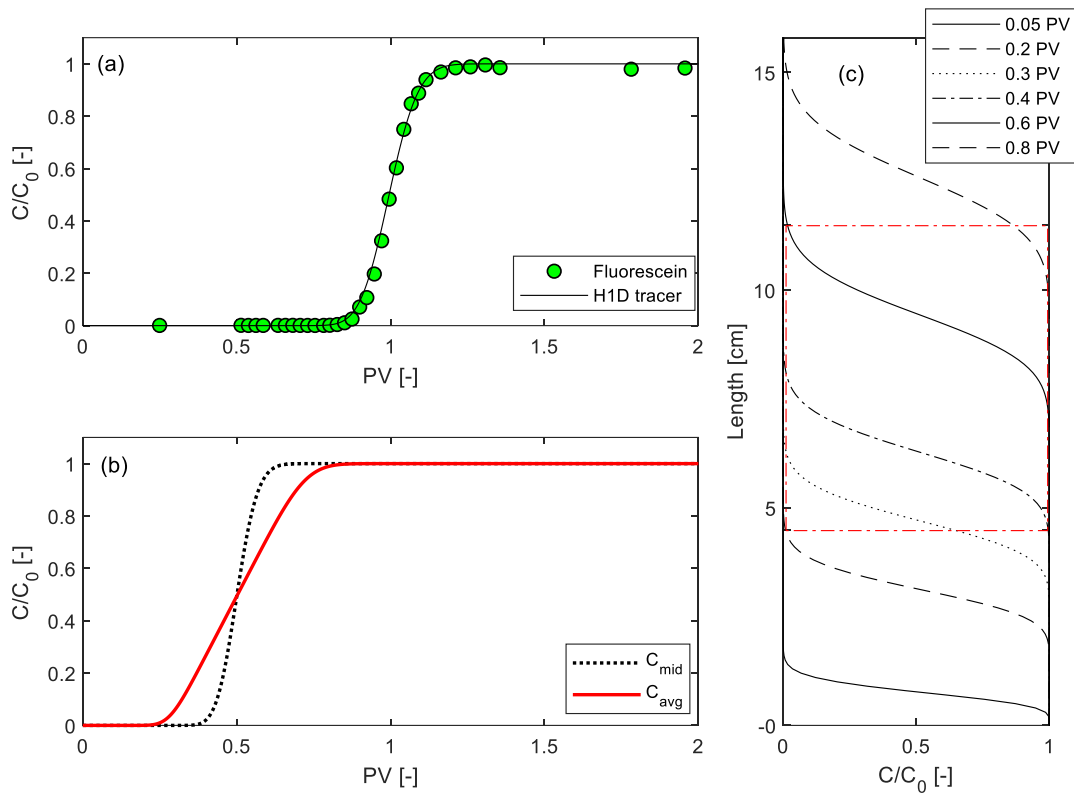 (a)
1
0.8
0.6
0.4
0.2
0
C/C0 [-]
0 0.5 1 1.5 2
PV [-]
Fluorescein
H1D tracer
(b)
1
0.8
0.6
0.4
0.2
0
C/C0 [-]
0 0.5 1 1.5 2
PV [-]
Cmid
Cavg
(c)
0.05 PV
0.2 PV
0.3 PV
0.4 PV
0.6 PV
0.8 PV
15
10
5
-0
Length [cm]
0 0.5 1
C/C0 [-]